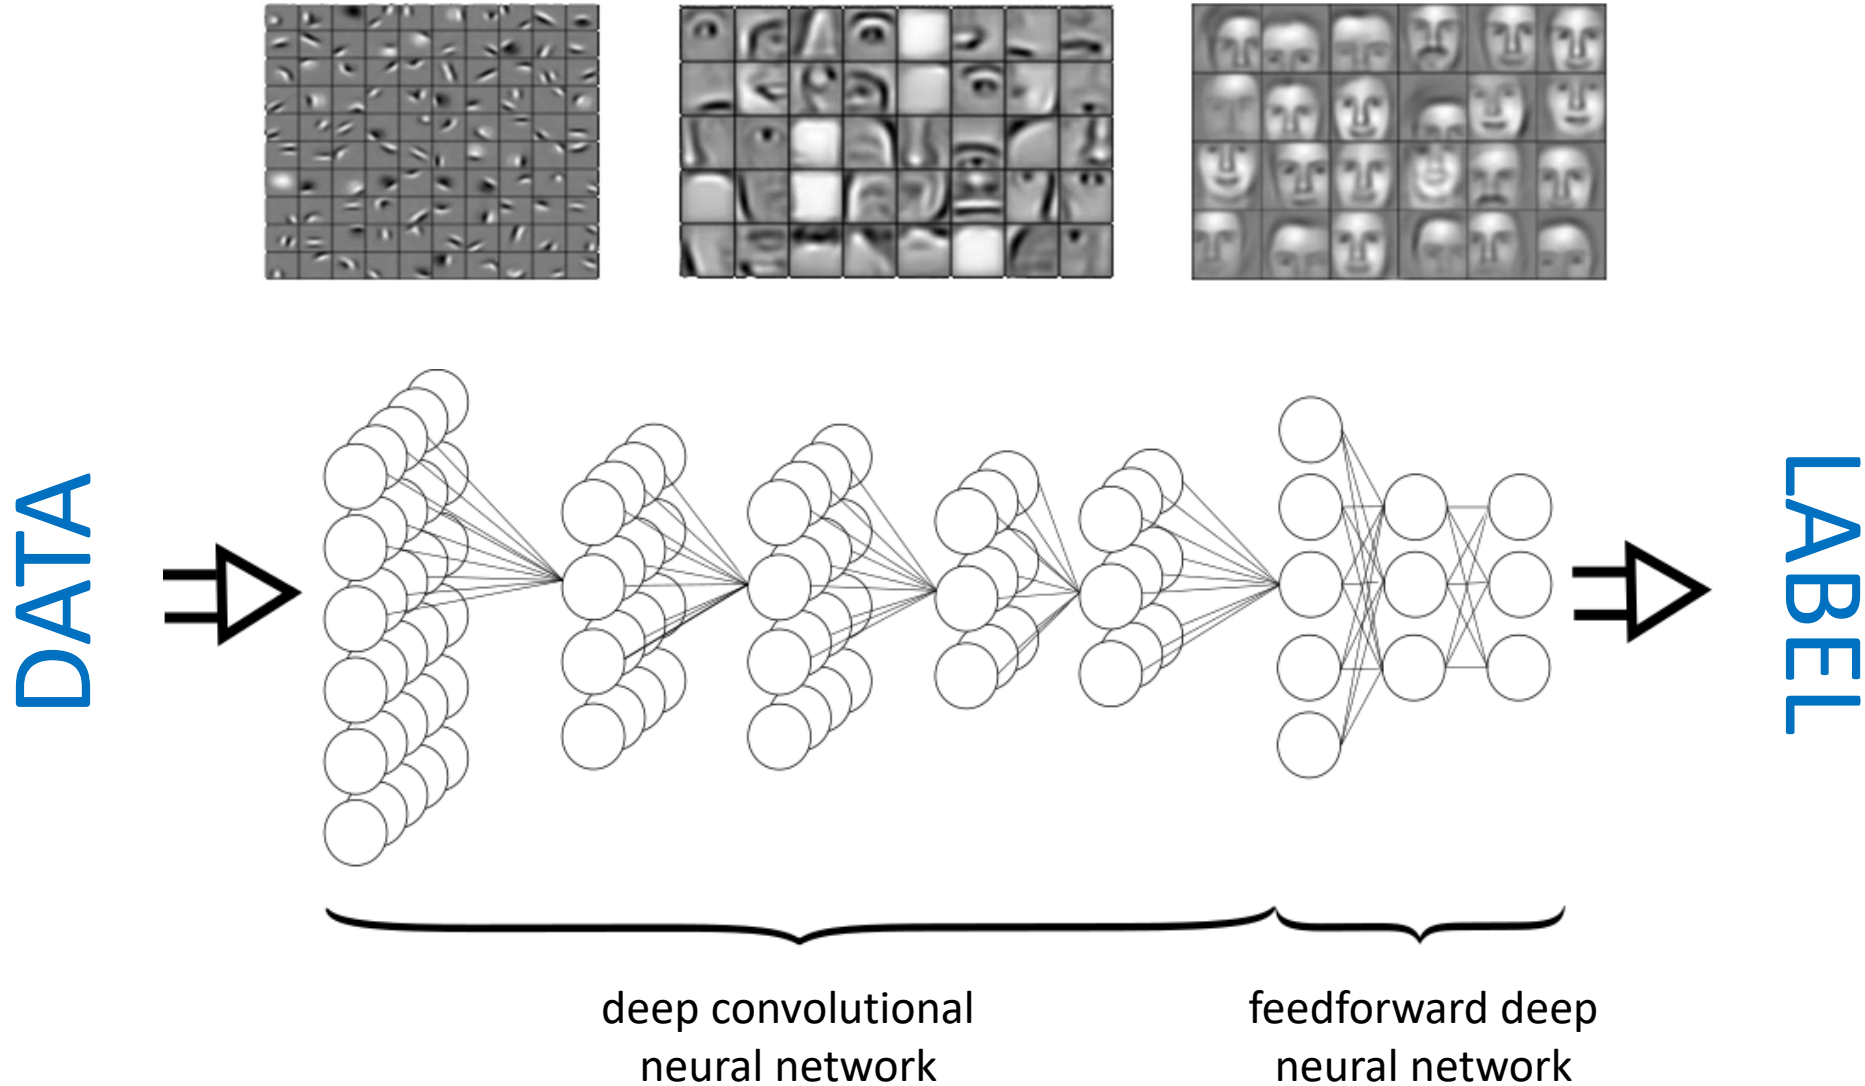 DATA
LABEL
deep convolutional
neural network
feedforward deep
neural network